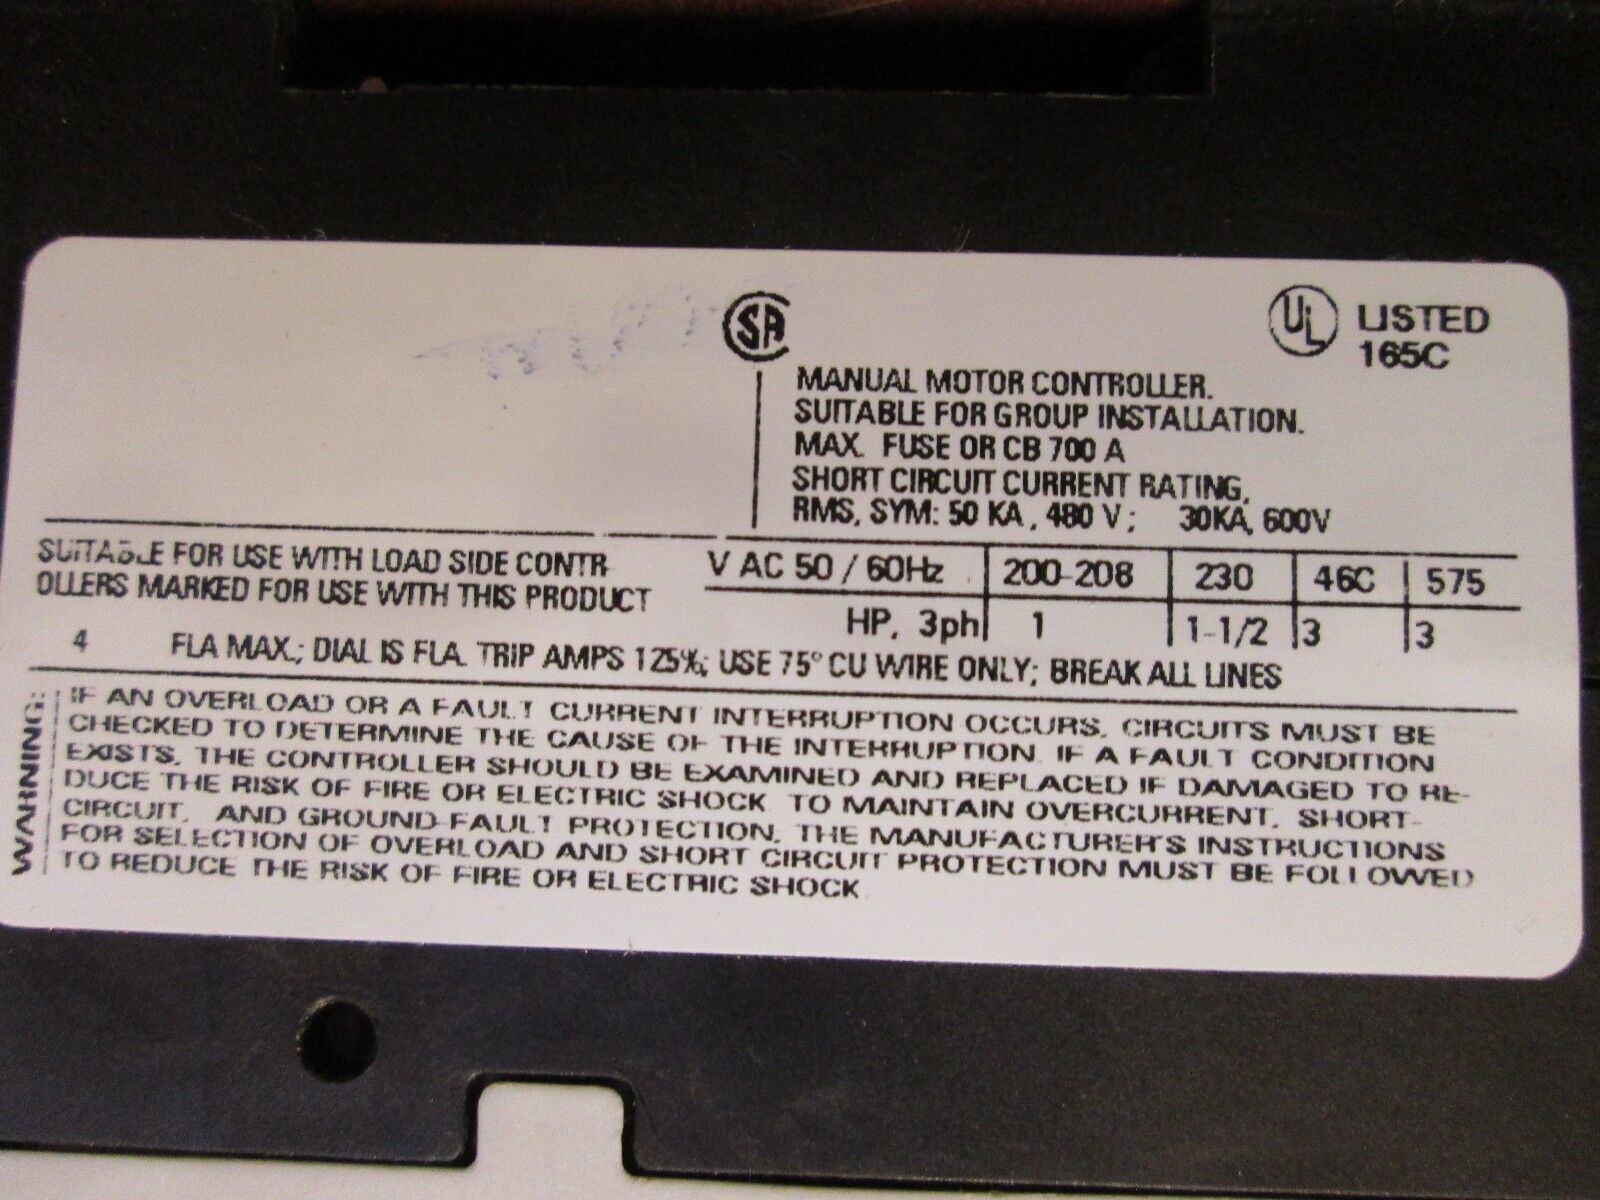 SA
UL LISTED
165C
MANUAL MOTOR CONTROLLER.
SUITABLE FOR GROUP INSTALLATION.
MAX. FUSE OR CB 700 A
SHORT CIRCUIT CURRENT RATING,
RMS, SYM: 50 KA, 480 V; 30KA, 600V
SUITABLE FOR USE WITH LOAD SIDE CONTR
OLLERS MARKED FOR USE WITH THIS PRODUCT
V AC 50 / 60Hz 200-208 230 460 575
HP, 3ph 1 1-1/2 3 3
4 FLA MAX.; DIAL IS FLA. TRIP AMPS 125%; USE 75° CU WIRE ONLY; BREAK ALL LINES
WARNING:
IF AN OVERLOAD OR A FAULT CURRENT INTERRUPTION OCCURS, CIRCUITS MUST BE
CHECKED TO DETERMINE THE CAUSE OF THE INTERRUPTION. IF A FAULT CONDITION
EXISTS, THE CONTROLLER SHOULD BE EXAMINED AND REPLACED IF DAMAGED TO RE-
DUCE THE RISK OF FIRE OR ELECTRIC SHOCK. TO MAINTAIN OVERCURRENT, SHORT-
CIRCUIT, AND GROUND-FAULT PROTECTION, THE MANUFACTURER'S INSTRUCTIONS
FOR SELECTION OF OVERLOAD AND SHORT CIRCUIT PROTECTION MUST BE FOLLOWED
TO REDUCE THE RISK OF FIRE OR ELECTRIC SHOCK.